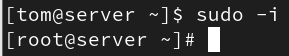 [tom@server ~]$ sudo -i
[root@server ~]#